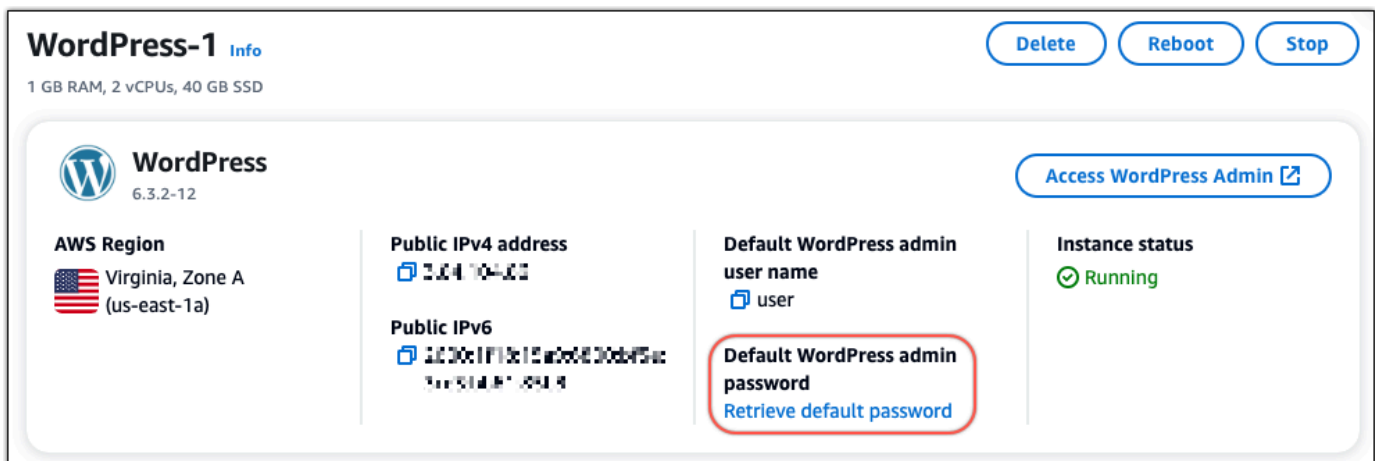 WordPress-1 Info
Delete
Reboot
Stop
1 GB RAM, 2 vCPUs, 40 GB SSD
WordPress
6.3.2-12
Access WordPress Admin
AWS Region
Virginia, Zone A
(us-east-1a)
Public IPv4 address
Public IPv6
Default WordPress admin
user name
user
Default WordPress admin
password
Retrieve default password
Instance status
Running